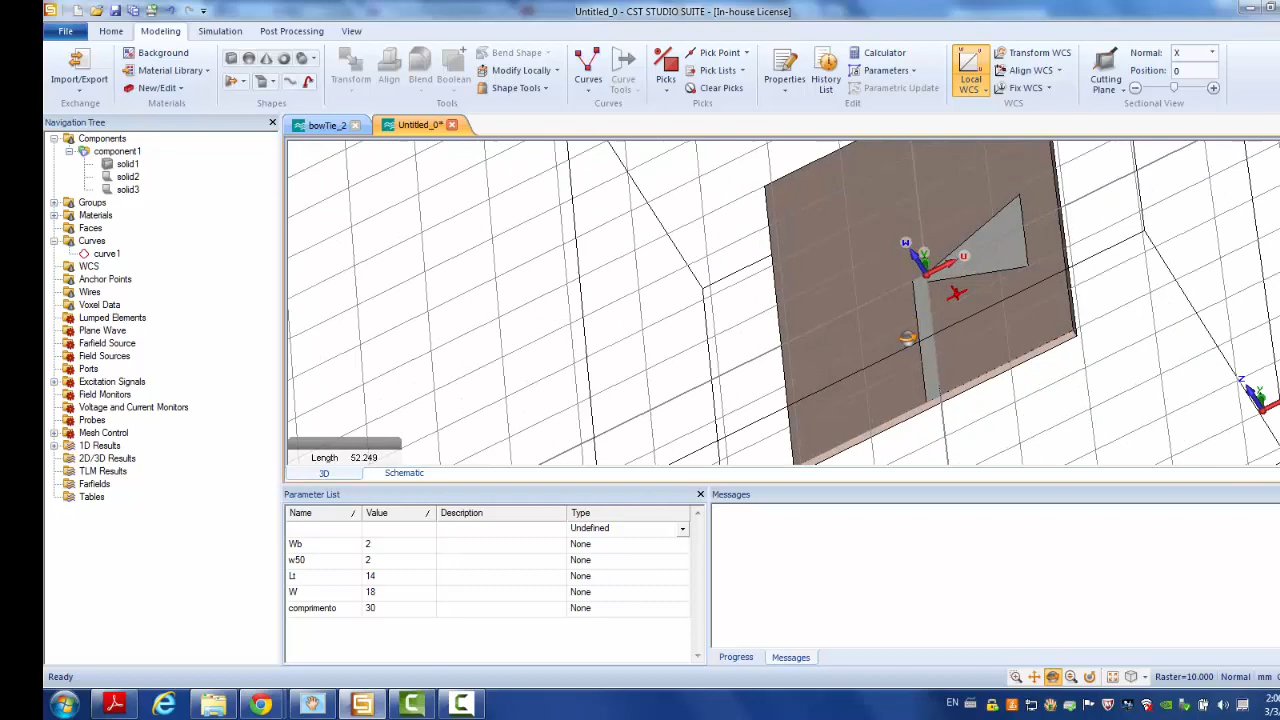 Untitled_0 - CST STUDIO SUITE - [In-house License]
File Home Modeling Simulation Post Processing View
Import/Export
Exchange
Background
Material Library
New/Edit
Materials
Shapes
Transform Align Blend Boolean
Bend Shape
Modify Locally
Shape Tools
Tools
Curves Curve Tools
Curves
Picks
Pick Point
Pick Lists
Clear Picks
Picks
Properties History List
Calculator
Parameters
Parametric Update
Edit
Local WCS
Transform WCS
Align WCS
Fix WCS
WCS
Cutting Plane
Normal: X
Position: 0
Sectional View
Navigation Tree
bowTie_2 Untitled_0*
Components
component1
solid1
solid2
solid3
Groups
Materials
Faces
Curves
curve1
WCS
Anchor Points
Wires
Voxel Data
Lumped Elements
Plane Wave
Farfield Source
Field Sources
Ports
Excitation Signals
Field Monitors
Voltage and Current Monitors
Probes
Mesh Control
1D Results
2D/3D Results
TLM Results
Farfields
Tables
w
v
u
z
y
Length 52.249
3D Schematic
Parameter List
Name Value Description Type
Undefined
Wb 2 None
w50 2 None
Lt 14 None
W 18 None
comprimento 30 None
Messages
Progress Messages
Ready
Raster=10.000 Normal mm
EN